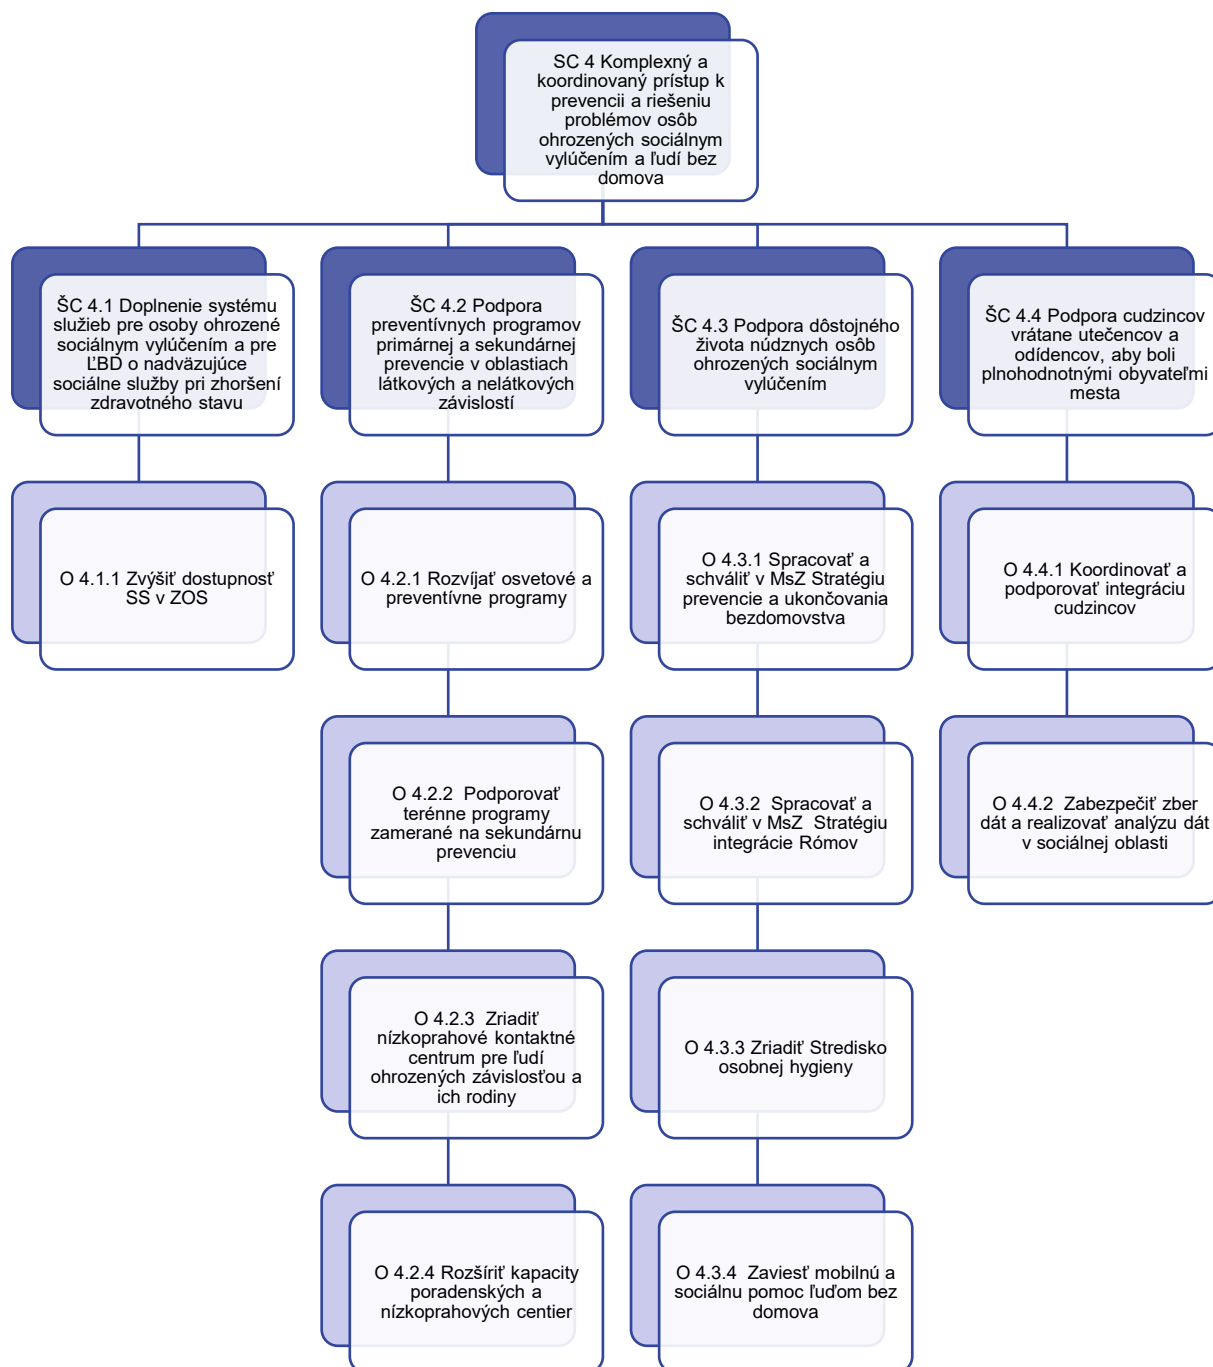 SC 4 Komplexný a
koordinovaný prístup k
prevencii a riešeniu
problémov osôb
ohrozených sociálnym
vylúčením a ľudí bez
domova
ŠC 4.1 Doplnenie systému
služieb pre osoby ohrozené
sociálnym vylúčením a pre
ĽBD o nadväzujúce
sociálne služby pri zhoršení
zdravotného stavu
ŠC 4.2 Podpora
preventívnych programov
primárnej a sekundárnej
prevencie v oblastiach
látkových a nelátkových
závislostí
ŠC 4.3 Podpora dôstojného
života núdznych osôb
ohrozených sociálnym
vylúčením
ŠC 4.4 Podpora cudzincov
vrátane utečencov a
odídencov, aby boli
plnohodnotnými obyvateľmi
mesta
O 4.1.1 Zvýšiť dostupnosť
SS v ZOS
O 4.2.1 Rozvíjať osvetové a
preventívne programy
O 4.3.1 Spracovať a
schváliť v MsZ Stratégiu
prevencie a ukončovania
bezdomovstva
O 4.4.1 Koordinovať a
podporovať integráciu
cudzincov
O 4.2.2  Podporovať
terénne programy
zamerané na sekundárnu
prevenciu
O 4.3.2  Spracovať a
schváliť v MsZ  Stratégiu
integrácie Rómov
O 4.4.2  Zabezpečiť zber
dát a realizovať analýzu dát
v sociálnej oblasti
O 4.2.3  Zriadiť
nízkoprahové kontaktné
centrum pre ľudí
ohrozených závislosťou a
ich rodiny
O 4.3.3 Zriadiť Stredisko
osobnej hygieny
O 4.2.4 Rozšíriť kapacity
poradenských a
nízkoprahových centier
O 4.3.4  Zaviesť mobilnú a
sociálnu pomoc ľuďom bez
domova